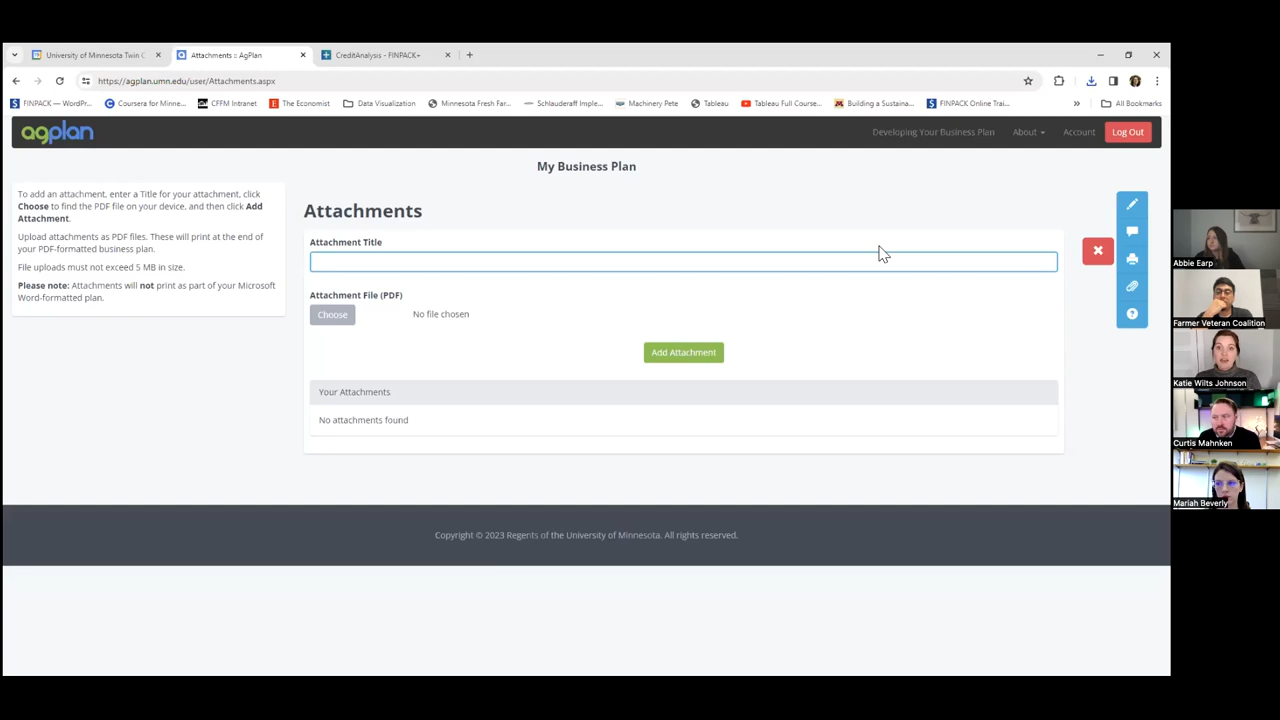 University of Minnesota Twin C
Attachments :: AgPlan
CreditAnalysis - FINPACK+
https://agplan.umn.edu/user/Attachments.aspx
FINPACK — WordPr...
Coursera for Minne...
CFFM Intranet
The Economist
Data Visualization
Minnesota Fresh Far...
Schlauderaff Imple...
Machinery Pete
Tableau
Tableau Full Course...
Building a Sustaina...
FINPACK Online Trai...
»
All Bookmarks
agplan
Developing Your Business Plan
About
Account
Log Out
My Business Plan
To add an attachment, enter a Title for your attachment, click
Choose to find the PDF file on your device, and then click Add
Attachment.
Upload attachments as PDF files. These will print at the end of
your PDF-formatted business plan.
File uploads must not exceed 5 MB in size.
Please note: Attachments will not print as part of your Microsoft
Word-formatted plan.
Attachments
Attachment Title
Attachment File (PDF)
Choose
No file chosen
Add Attachment
Your Attachments
No attachments found
Copyright © 2023 Regents of the University of Minnesota. All rights reserved.
Abbie Earp
Farmer Veteran Coalition
Katie Wilts Johnson
Curtis Mahnken
Mariah Beverly